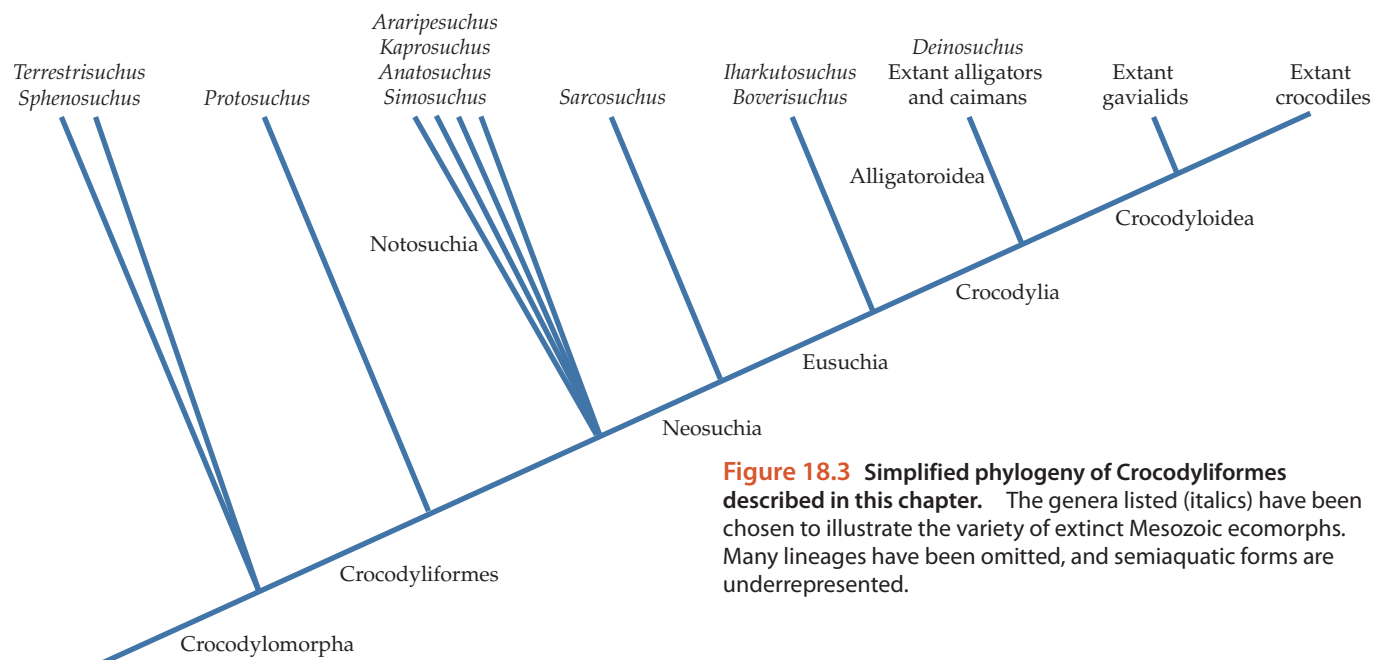 Araripesuchus
Kaprosuchus
Anatosuchus
Simosuchus
Terrestrisuchus
Sphenosuchus
Protosuchus
Sarcosuchus
Iharkutosuchus
Boverisuchus
Deinosuchus
Extant alligators
and caimans
Extant
gavialids
Extant
crocodiles
Alligatoroidea
Notosuchia
Crocodyloidea
Crocodylia
Eusuchia
Neosuchia
Crocodyliformes
Crocodylomorpha
Figure 18.3 Simplified phylogeny of Crocodyliformes
described in this chapter. The genera listed (italics) have been
chosen to illustrate the variety of extinct Mesozoic ecomorphs.
Many lineages have been omitted, and semiaquatic forms are
underrepresented.